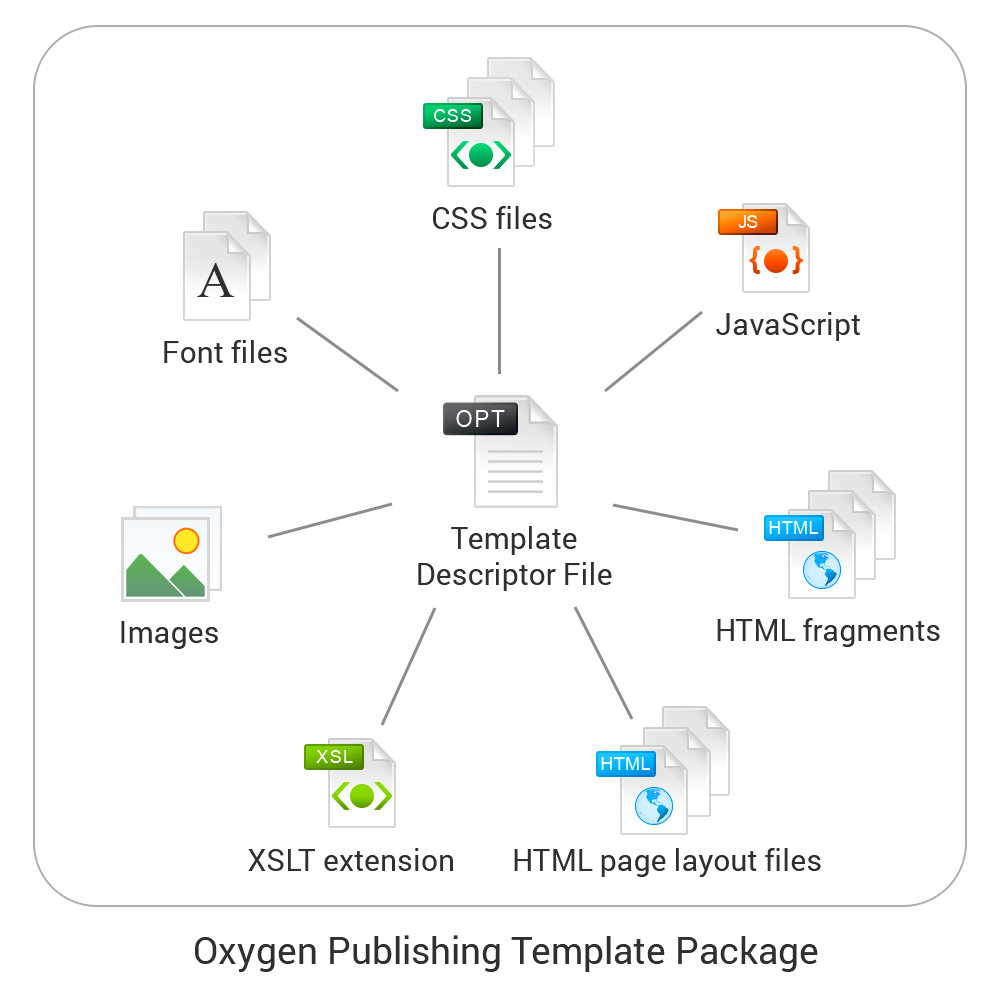 CSS
CSS files
JS
JavaScript
A
Font files
OPT
Template
Descriptor File
HTML
HTML fragments
Images
XSL
XSLT extension
HTML
HTML page layout files
Oxygen Publishing Template Package